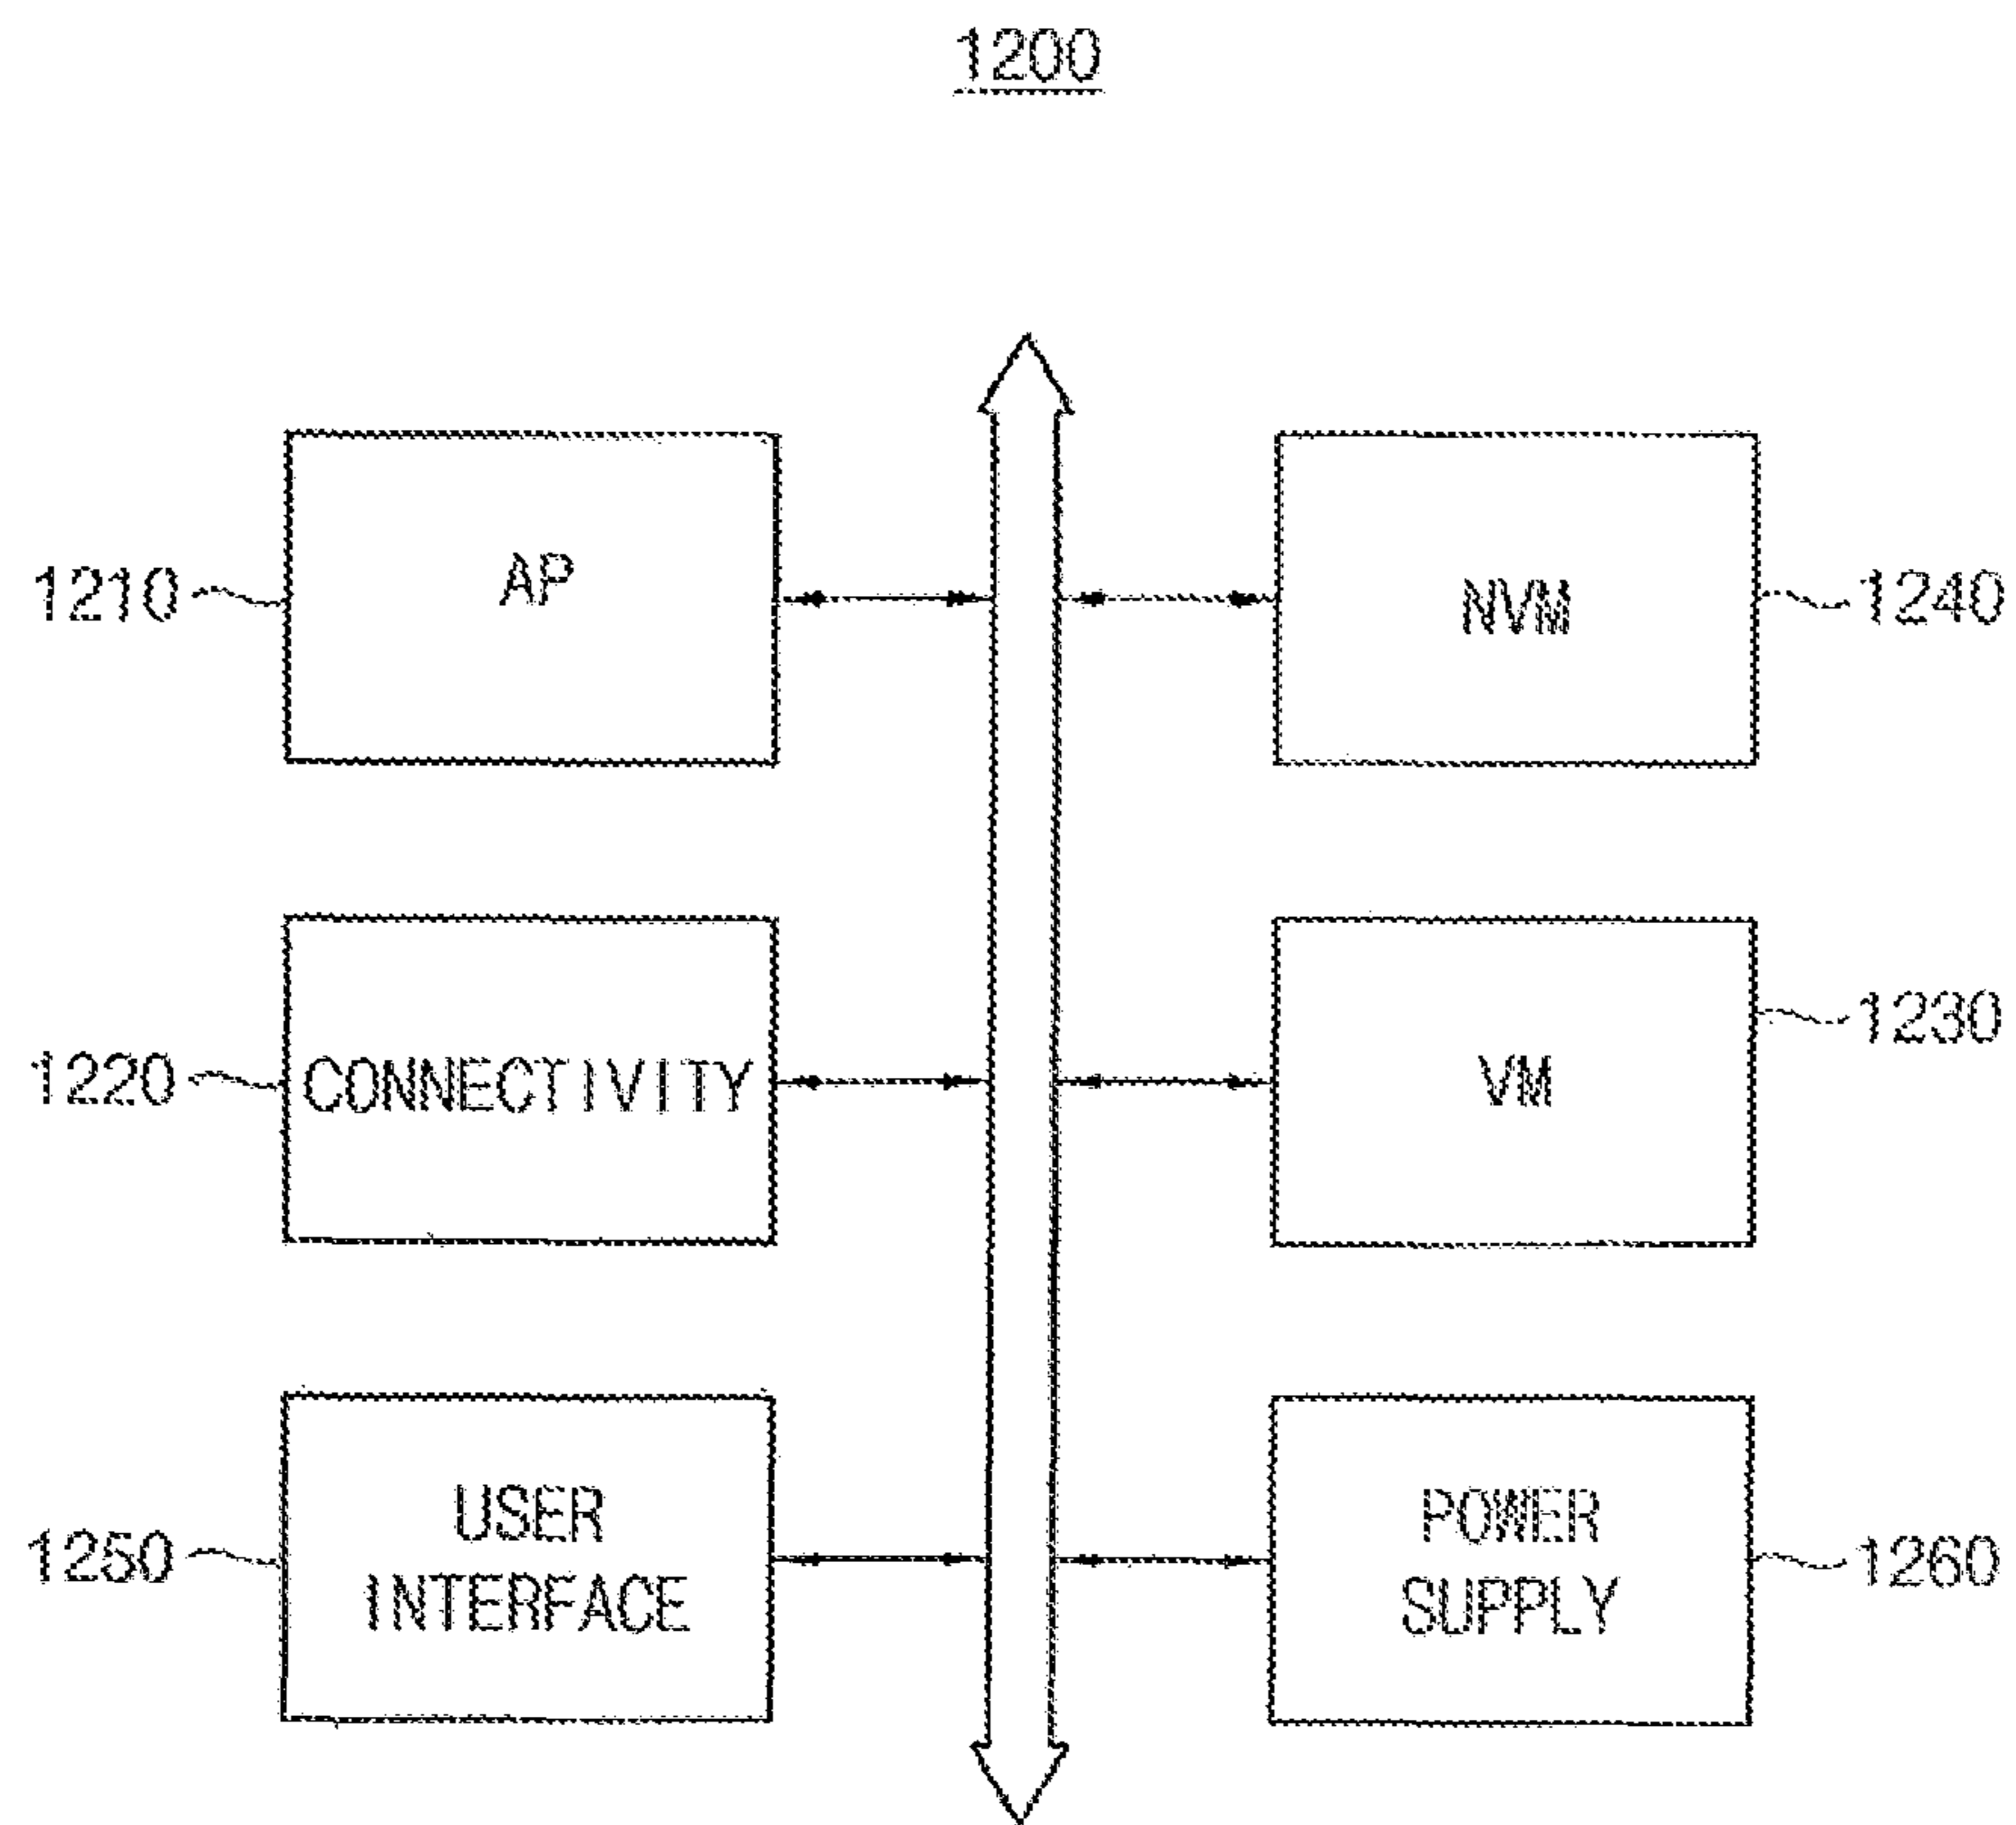 1200
AP
1210
NVM
1240
CONNECTIVITY
1220
VM
1230
USER
INTERFACE
1250
POWER
SUPPLY
1260